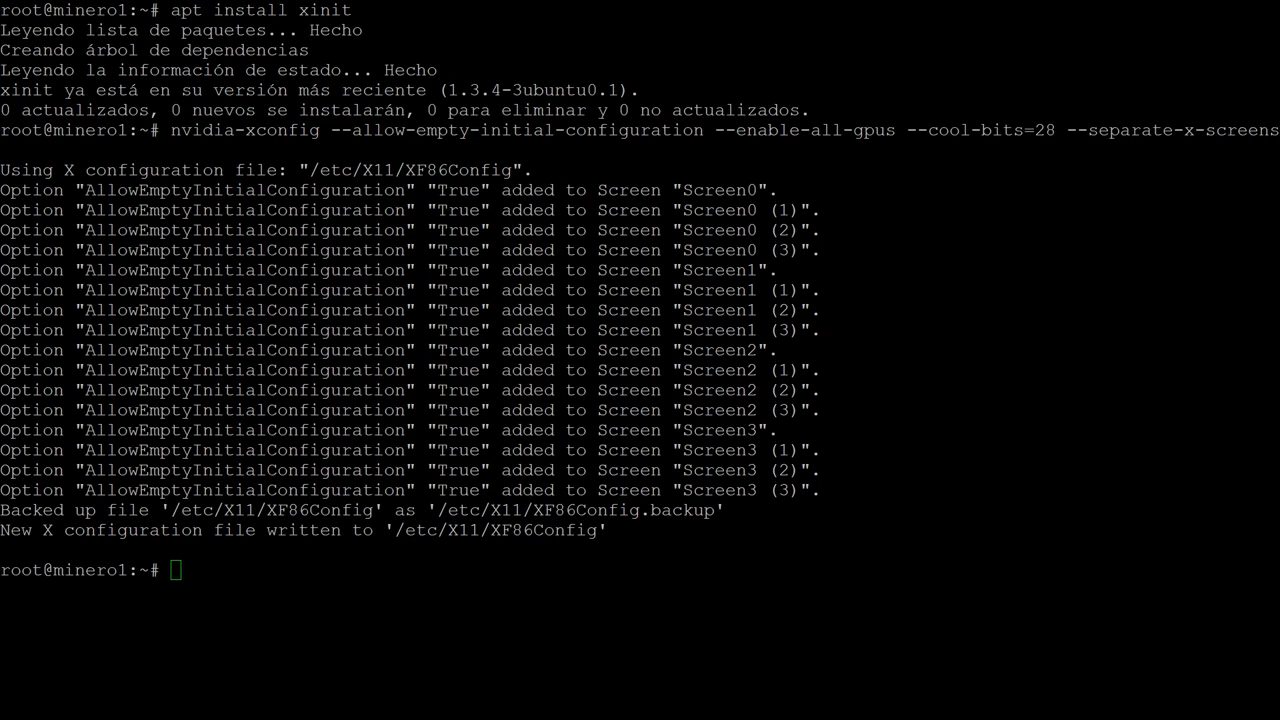 root@minero1:~# apt install xinit
Leyendo lista de paquetes... Hecho
Creando árbol de dependencias
Leyendo la información de estado... Hecho
xinit ya está en su versión más reciente (1.3.4-3ubuntu0.1).
0 actualizados, 0 nuevos se instalarán, 0 para eliminar y 0 no actualizados.
root@minero1:~# nvidia-xconfig --allow-empty-initial-configuration --enable-all-gpus --cool-bits=28 --separate-x-screens
Using X configuration file: "/etc/X11/XF86Config".
Option "AllowEmptyInitialConfiguration" "True" added to Screen "Screen0".
Option "AllowEmptyInitialConfiguration" "True" added to Screen "Screen0 (1)".
Option "AllowEmptyInitialConfiguration" "True" added to Screen "Screen0 (2)".
Option "AllowEmptyInitialConfiguration" "True" added to Screen "Screen0 (3)".
Option "AllowEmptyInitialConfiguration" "True" added to Screen "Screen1".
Option "AllowEmptyInitialConfiguration" "True" added to Screen "Screen1 (1)".
Option "AllowEmptyInitialConfiguration" "True" added to Screen "Screen1 (2)".
Option "AllowEmptyInitialConfiguration" "True" added to Screen "Screen1 (3)".
Option "AllowEmptyInitialConfiguration" "True" added to Screen "Screen2".
Option "AllowEmptyInitialConfiguration" "True" added to Screen "Screen2 (1)".
Option "AllowEmptyInitialConfiguration" "True" added to Screen "Screen2 (2)".
Option "AllowEmptyInitialConfiguration" "True" added to Screen "Screen2 (3)".
Option "AllowEmptyInitialConfiguration" "True" added to Screen "Screen3".
Option "AllowEmptyInitialConfiguration" "True" added to Screen "Screen3 (1)".
Option "AllowEmptyInitialConfiguration" "True" added to Screen "Screen3 (2)".
Option "AllowEmptyInitialConfiguration" "True" added to Screen "Screen3 (3)".
Backed up file '/etc/X11/XF86Config' as '/etc/X11/XF86Config.backup'
New X configuration file written to '/etc/X11/XF86Config'
root@minero1:~#